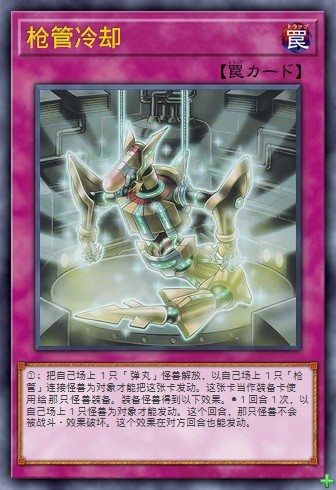 枪管冷却
トラップ
罠
【罠カード】
①:把自己场上1只「弹丸」怪兽解放，以自己场上1只「枪
管」连接怪兽为对象才能把这张卡发动。这张卡当作装备卡使
用给那只怪兽装备。装备怪兽得到以下效果。●1回合1次，以
自己场上1只怪兽为对象才能发动。这个回合，那只怪兽不会
被战斗·效果破坏。这个效果在对方回合也能发动。